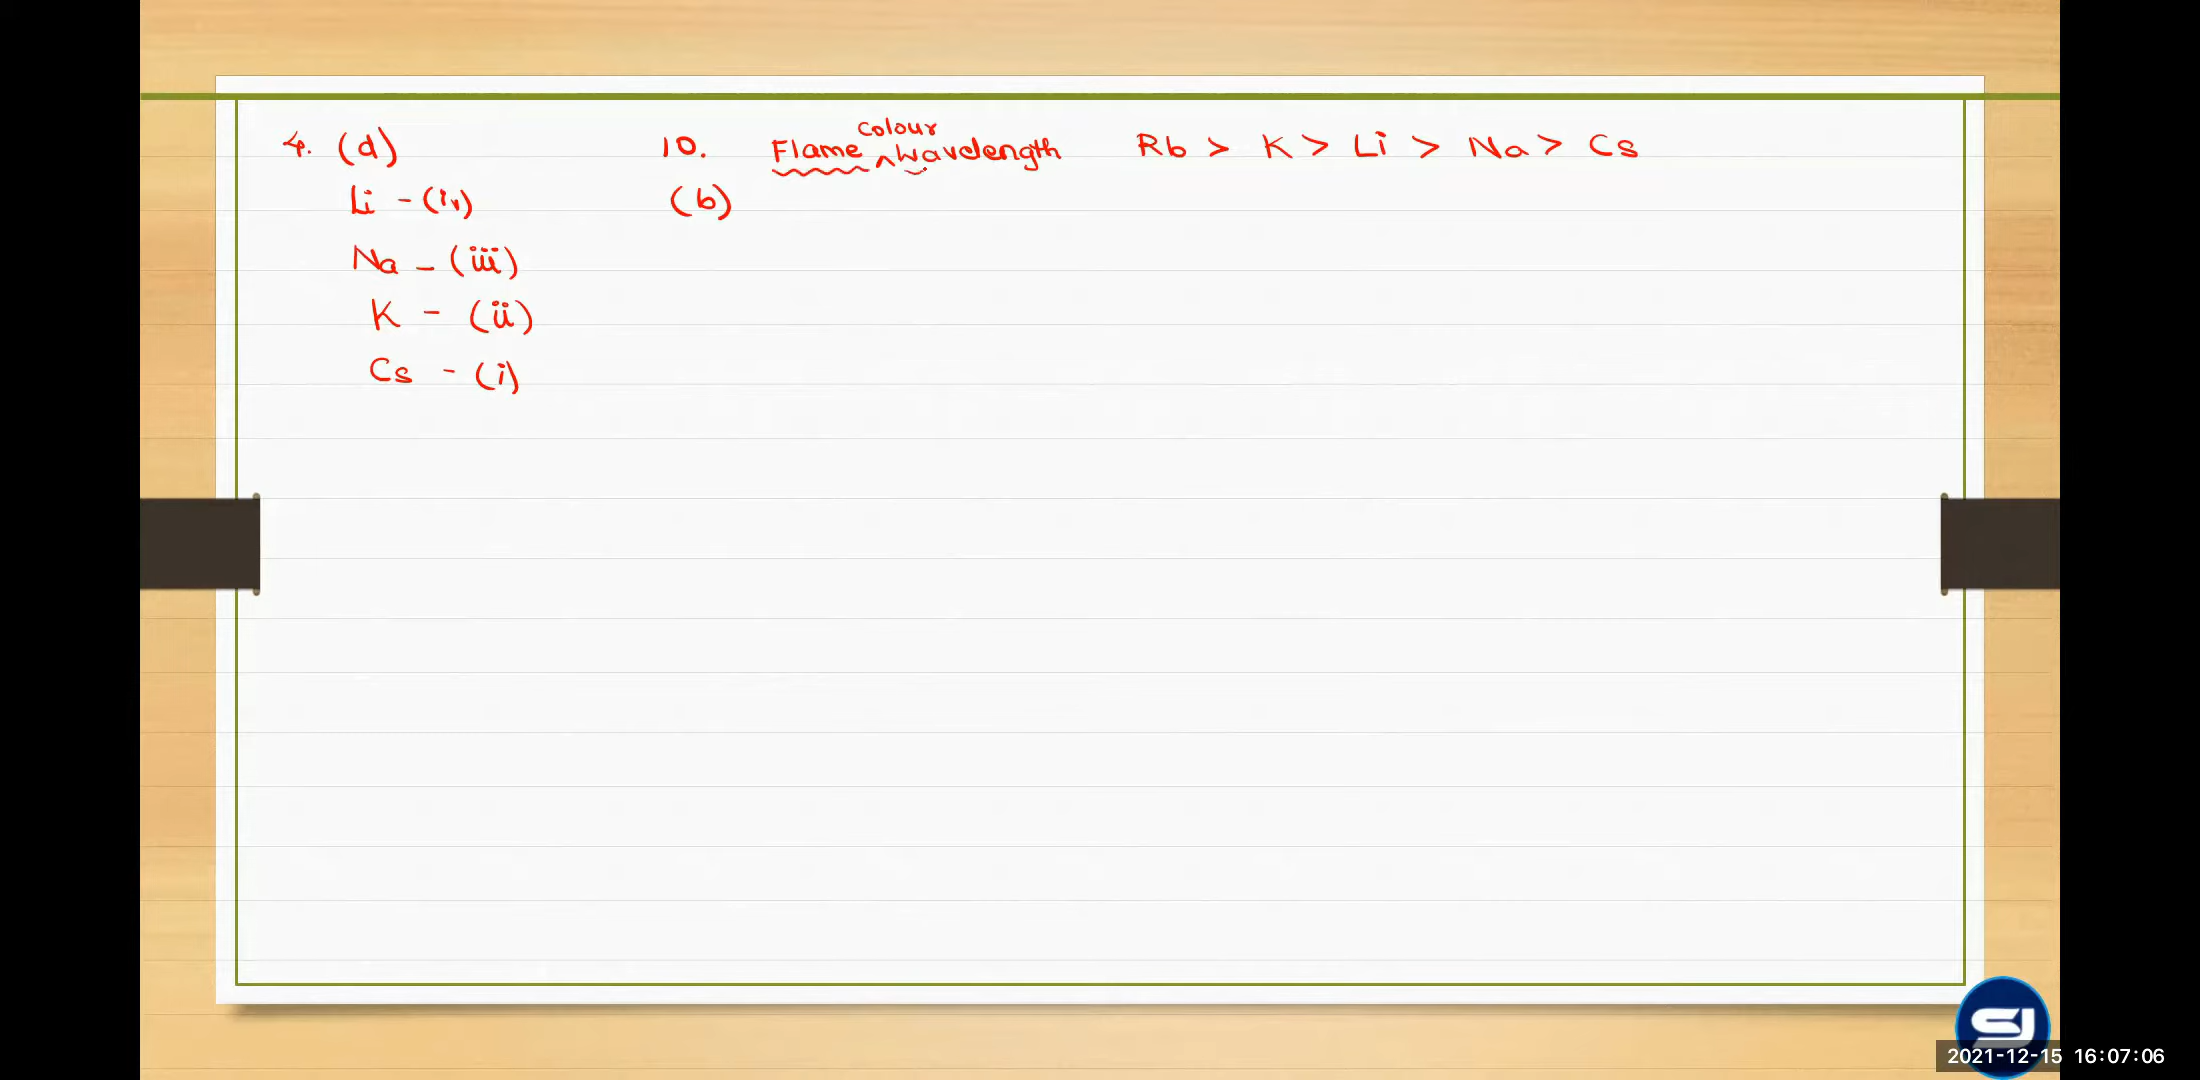 4. (d)
Li - (iv)
Na - (iii)
K - (ii)
Cs - (i)
10. Flame ^ Colour Wavelength Rb > K > Li > Na > Cs
(b)
SJ
2021-12-15 16:07:06